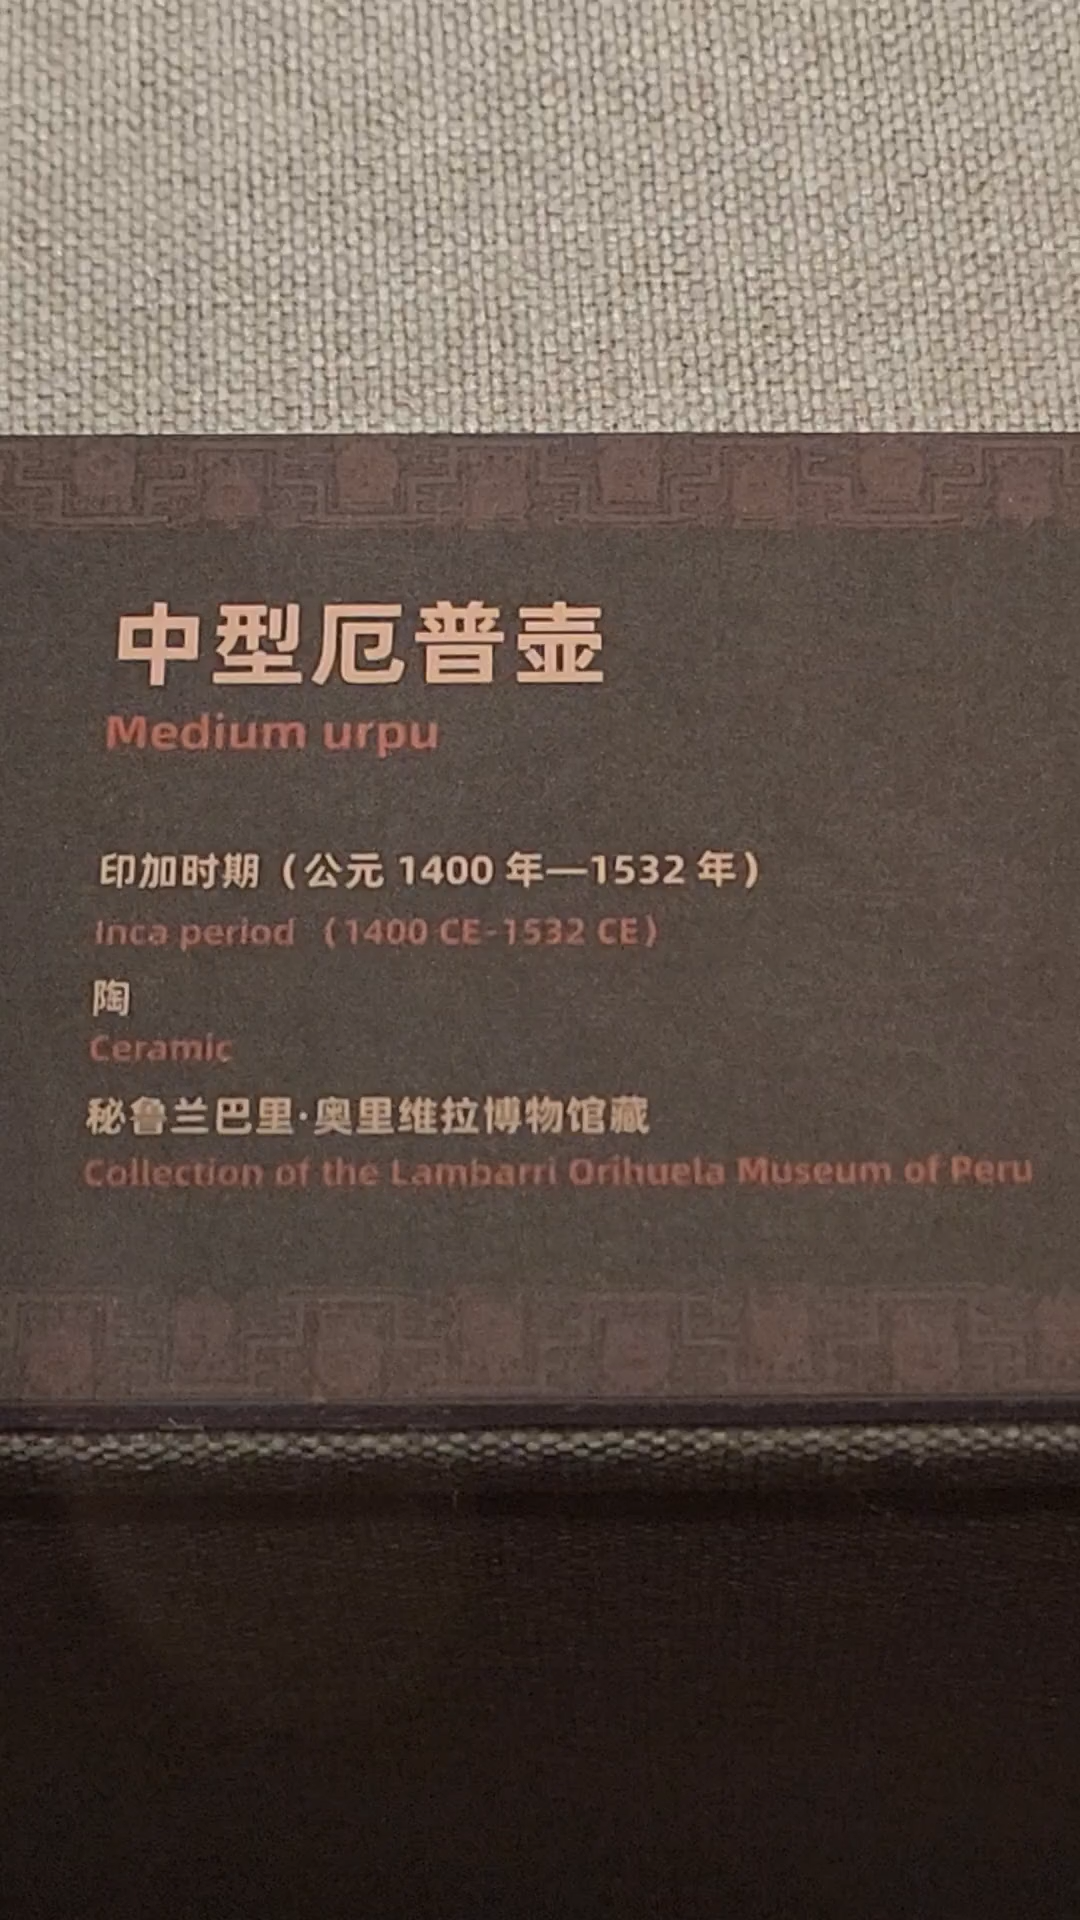 中型厄普壶
Medium urpu
印加时期（公元 1400 年—1532 年）
Inca period （1400 CE-1532 CE）
陶
Ceramic
秘鲁兰巴里·奥里维拉博物馆藏
Collection of the Lambarri Orihuela Museum of Peru